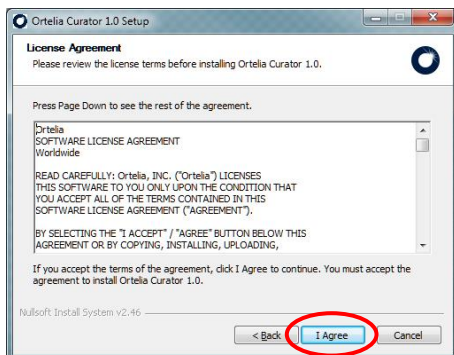 Ortelia Curator 1.0 Setup
License Agreement
Please review the license terms before installing Ortelia Curator 1.0.
Press Page Down to see the rest of the agreement.
Ortelia
SOFTWARE LICENSE AGREEMENT
Worldwide
READ CAREFULLY: Ortelia, INC. ("Ortelia") LICENSES
THIS SOFTWARE TO YOU ONLY UPON THE CONDITION THAT
YOU ACCEPT ALL OF THE TERMS CONTAINED IN THIS
SOFTWARE LICENSE AGREEMENT ("AGREEMENT").
BY SELECTING THE "I ACCEPT" / "AGREE" BUTTON BELOW THIS
AGREEMENT OR BY COPYING, INSTALLING, UPLOADING,
If you accept the terms of the agreement, click I Agree to continue. You must accept the
agreement to install Ortelia Curator 1.0.
Nullsoft Install System v2.46
< Back I Agree Cancel